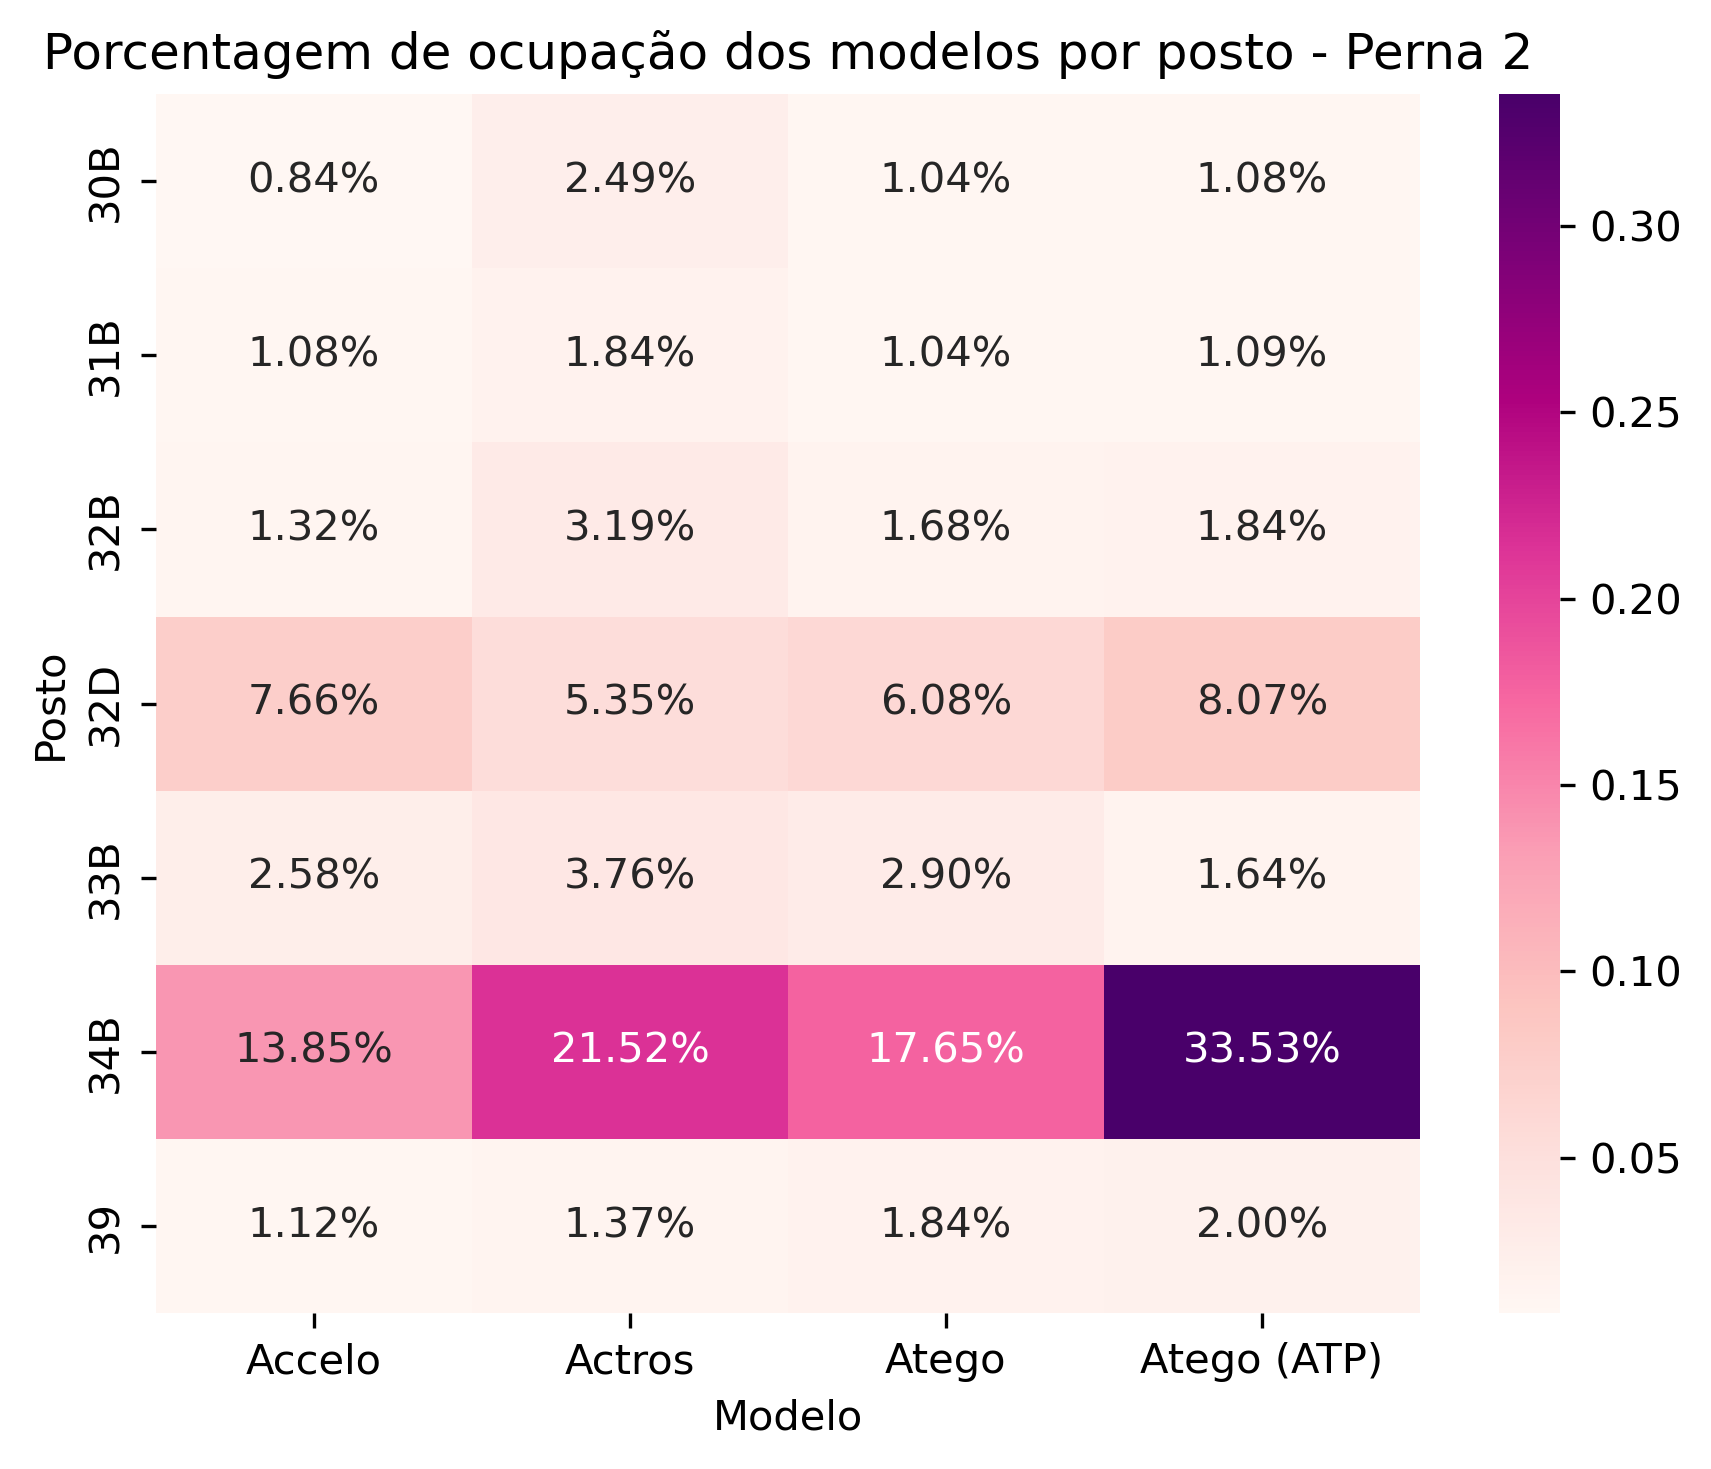 Porcentagem de ocupação dos modelos por posto - Perna 2
Posto
30B 0.84% 2.49% 1.04% 1.08%
31B 1.08% 1.84% 1.04% 1.09%
32B 1.32% 3.19% 1.68% 1.84%
32D 7.66% 5.35% 6.08% 8.07%
33B 2.58% 3.76% 2.90% 1.64%
34B 13.85% 21.52% 17.65% 33.53%
39 1.12% 1.37% 1.84% 2.00%
Accelo Actros Atego Atego (ATP)
Modelo
0.30
0.25
0.20
0.15
0.10
0.05